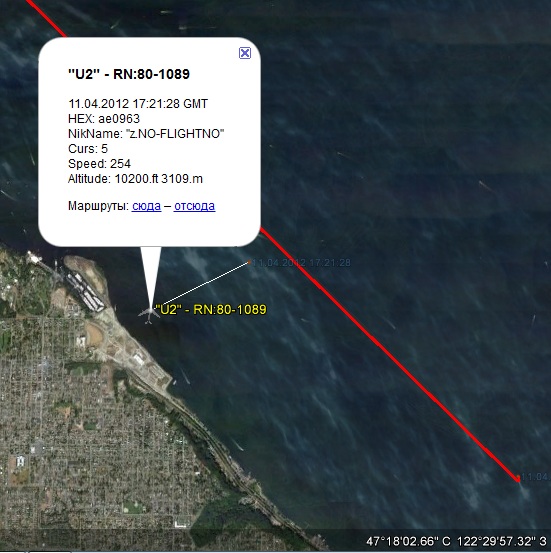 "U2" - RN:80-1089
11.04.2012 17:21:28 GMT
HEX: ae0963
NikName: "z.NO-FLIGHTNO"
Curs: 5
Speed: 254
Altitude: 10200.ft 3109.m
Маршруты: сюда – отсюда
11.04.2012 17:21:28
"U2" - RN:80-1089
11.04
47°18'02.66" С 122°29'57.32" З